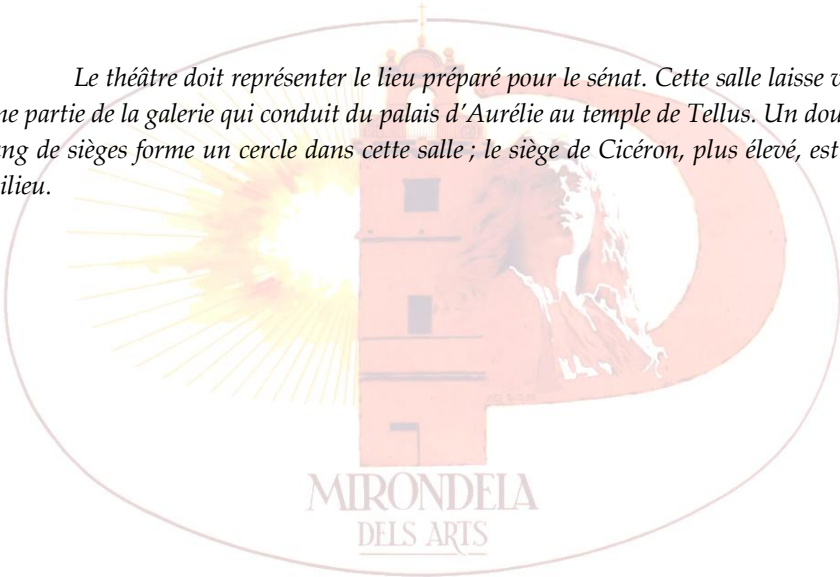 Le théâtre doit représenter le lieu préparé pour le sénat. Cette salle laisse
partie de la galerie qui conduit du palais d'Aurélie au temple de Tellus. Un
de sièges forme un cercle dans cette salle ; le siège de Cicéron, plus élevé, est
MIRONDELA
DELS ARTS